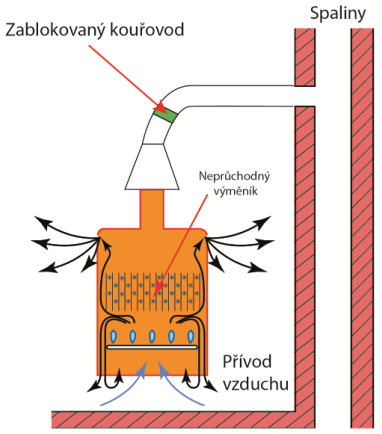 Spaliny
Zablokovaný kouřovod
Neprůchodný
výměník
Přívod
vzduchu